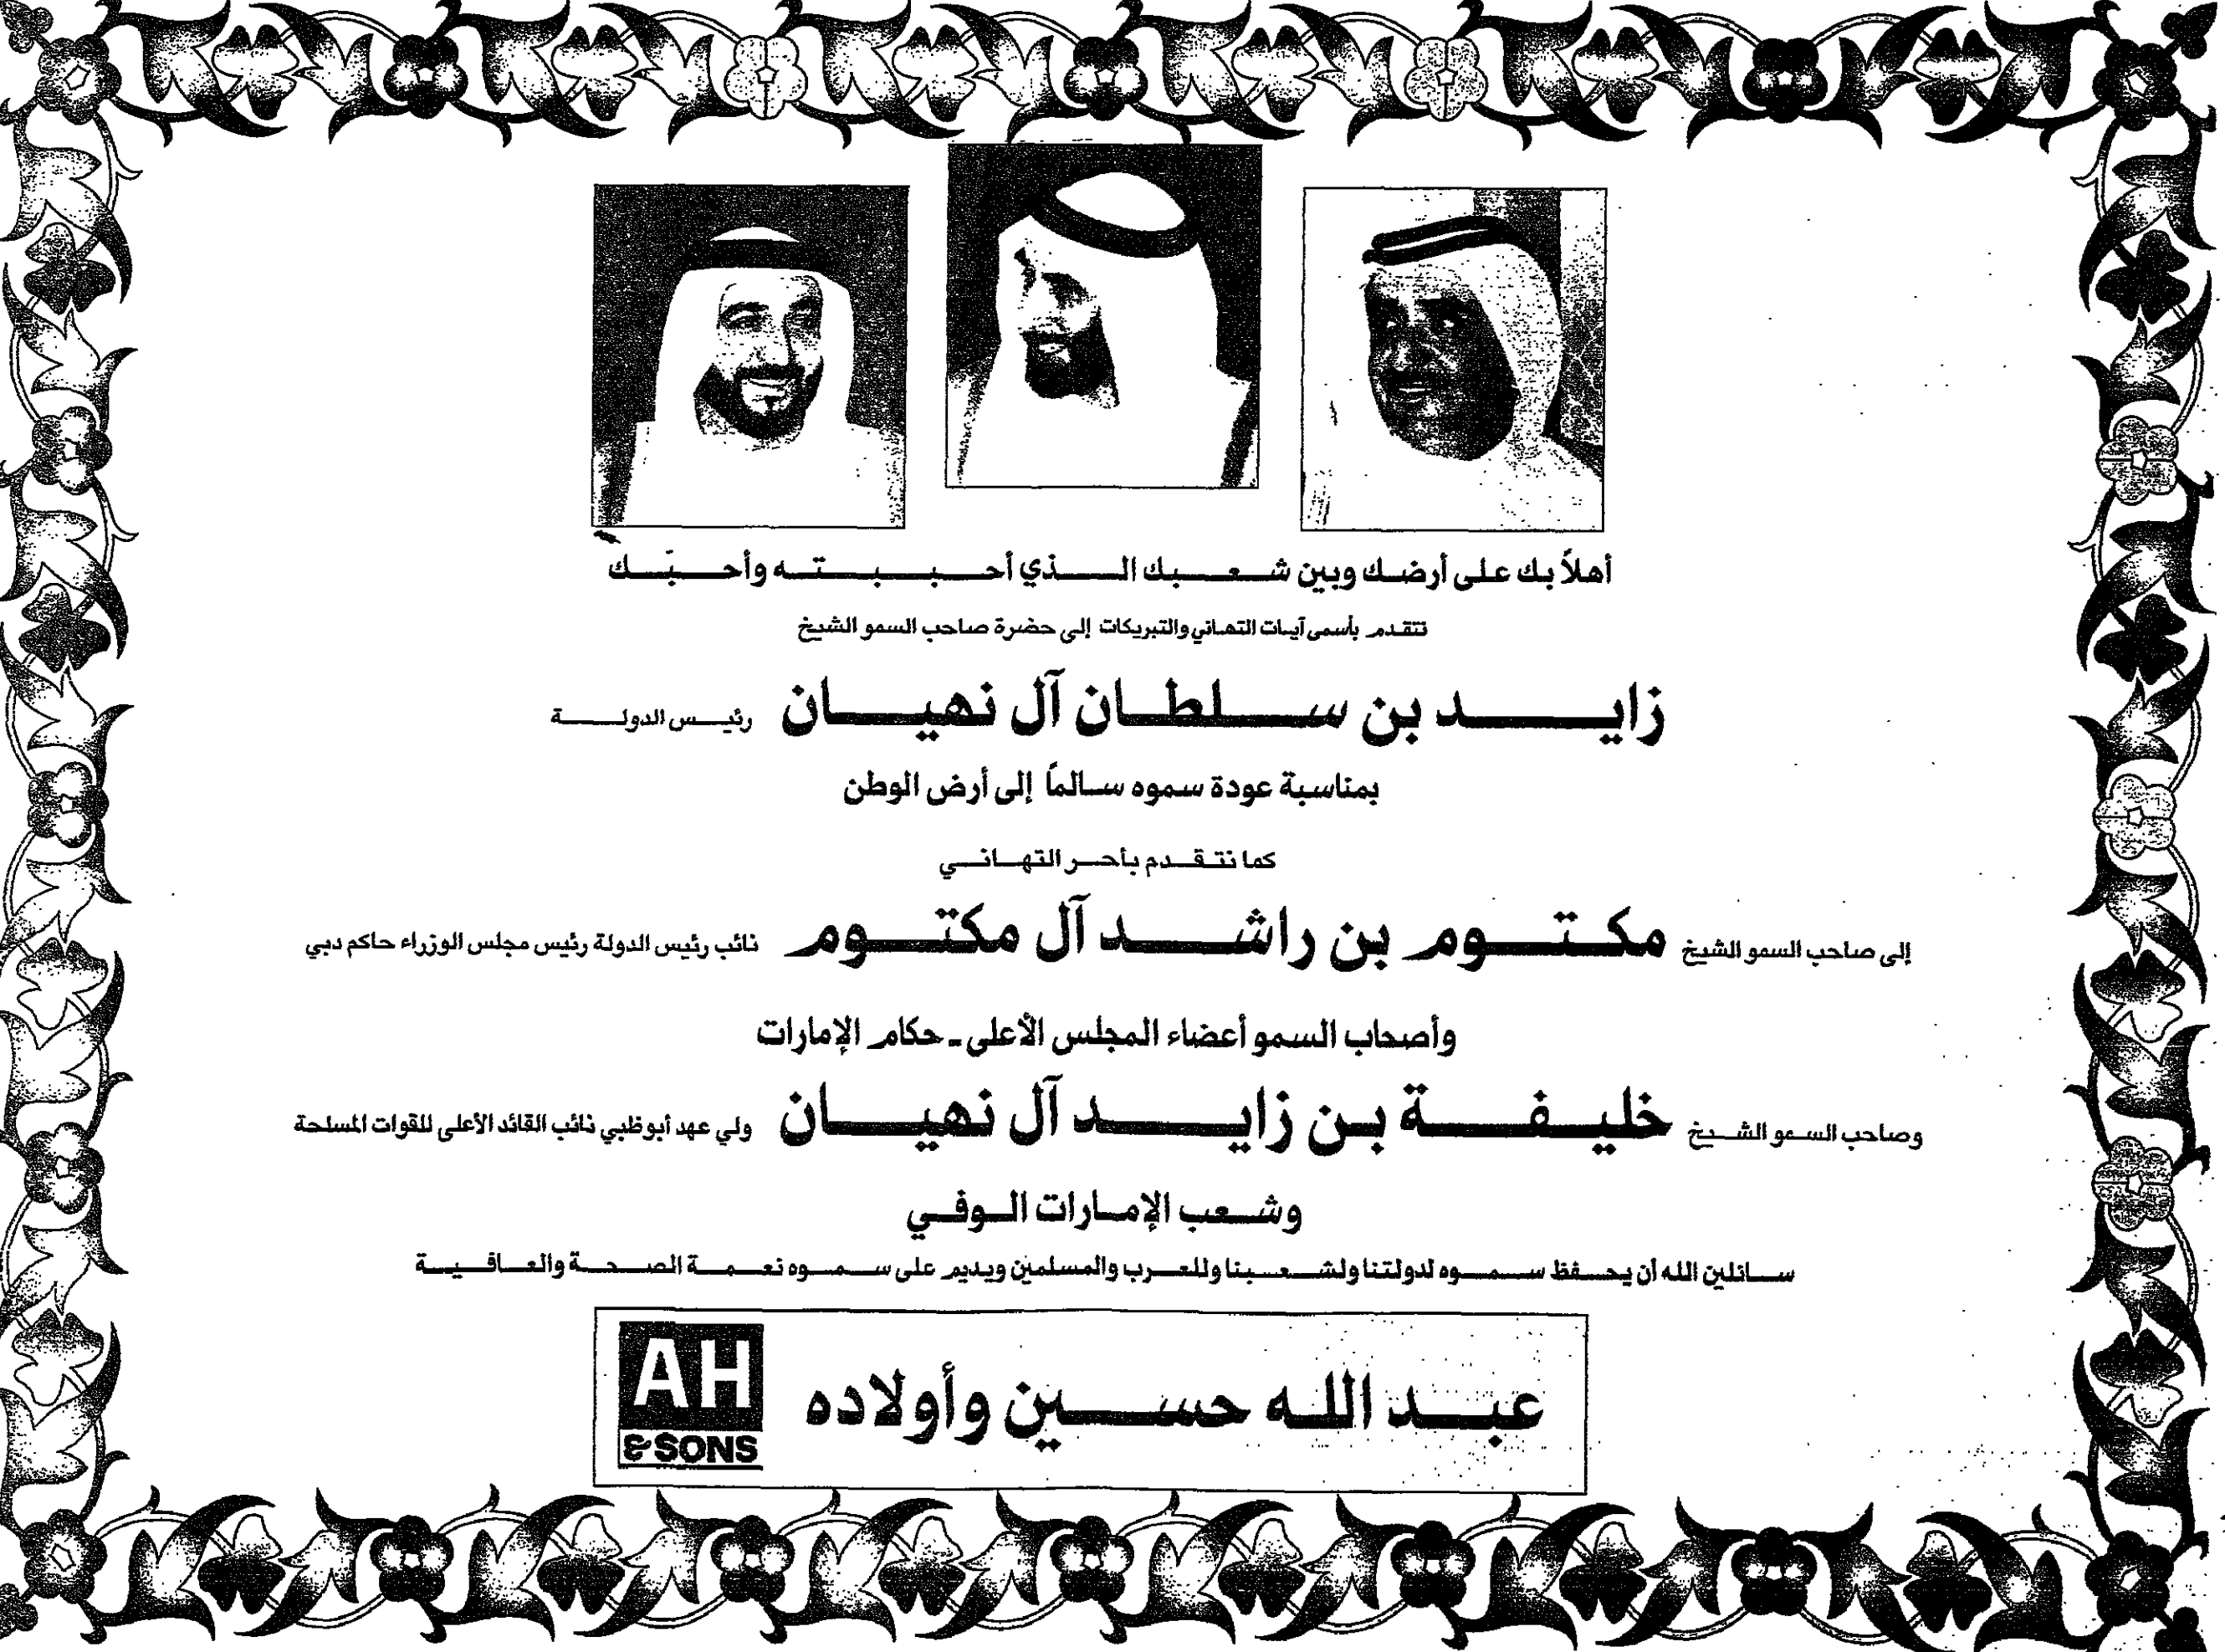 أهلاً بك على أرضك وبين شعبك الذي أحببته وأحبّك
نتقدم بأسمى آيات التهاني والتبريكات إلى حضرة صاحب السمو الشيخ
زايد بن سلطان آل نهيان رئيس الدولة
بمناسبة عودة سموه سالماً إلى أرض الوطن
كما نتقدم بأحر التهاني
إلى صاحب السمو الشيخ مكتوم بن راشد آل مكتوم نائب رئيس الدولة رئيس مجلس الوزراء حاكم دبي
وأصحاب السمو أعضاء المجلس الأعلى - حكام الإمارات
وصاحب السمو الشيخ خليفة بن زايد آل نهيان ولي عهد أبوظبي نائب القائد الأعلى للقوات المسلحة
وشعب الإمارات الوفي
سائلين الله أن يحفظ سموه لدولتنا ولشعبنا وللعرب والمسلمين ويديم على سموه نعمة الصحة والعافية
عبد الله حسين وأولاده
AH
& SONS